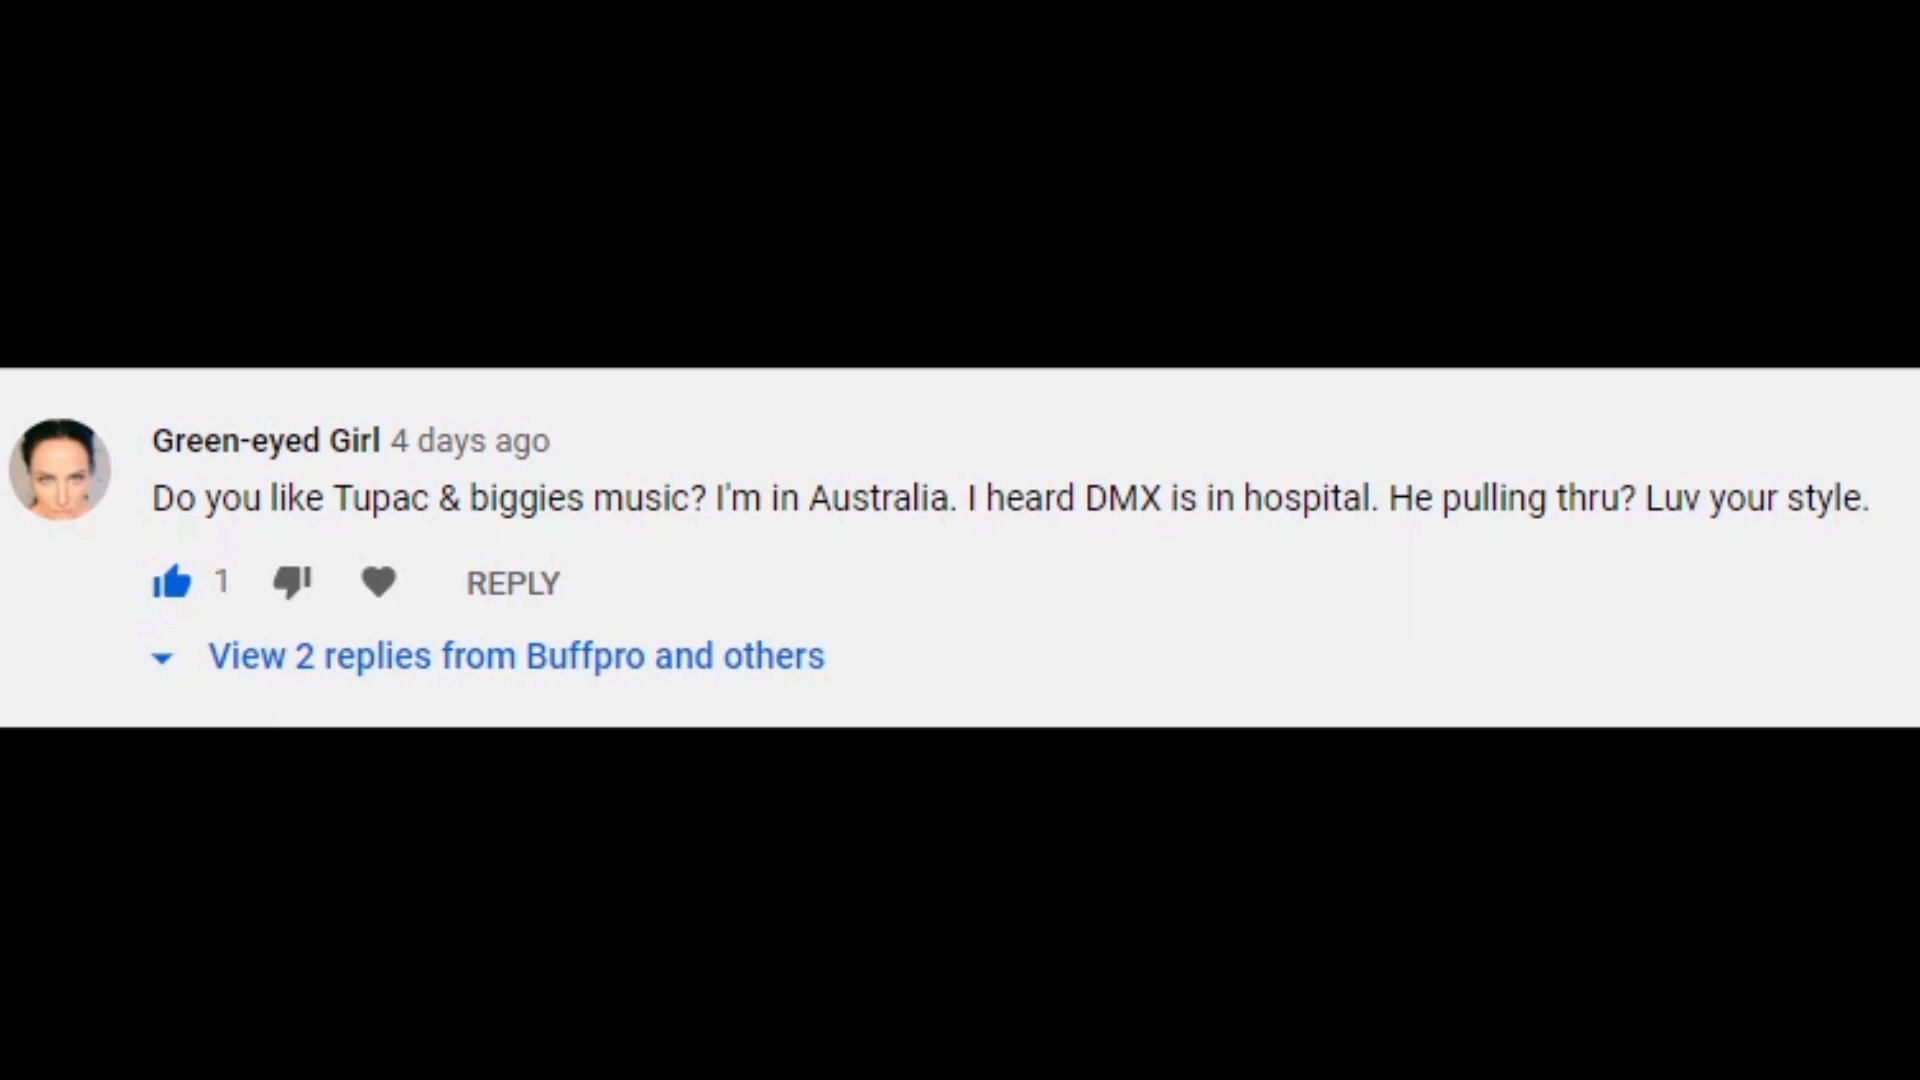 Green-eyed Girl 4 days ago
Do you like Tupac & biggies music? I'm in Australia. I heard DMX is in hospital. He pulling thru? Luv your style.
1 REPLY
View 2 replies from Buffpro and others